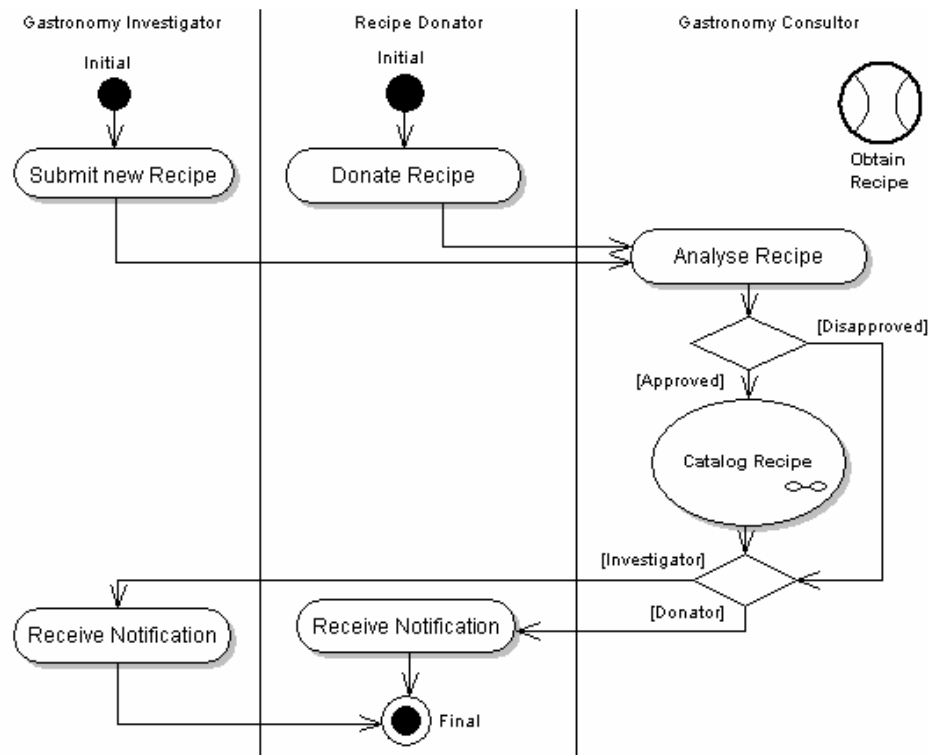 Gastronomy Investigator
Recipe Donator
Gastronomy Consultor
Initial
Initial
Obtain
Recipe
Submit new Recipe
Donate Recipe
Analyse Recipe
[Disapproved]
[Approved]
Catalog Recipe
[Investigator]
[Donator]
Receive Notification
Receive Notification
Final